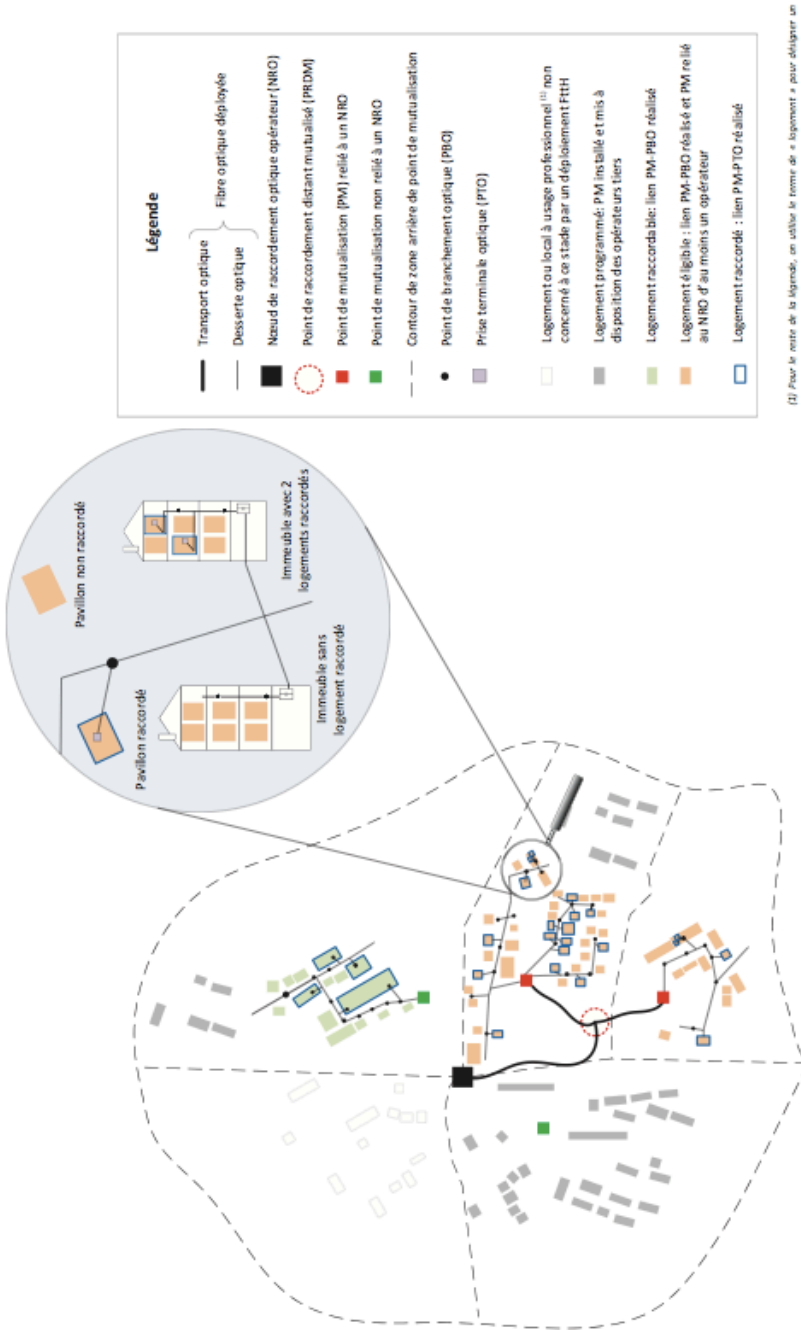 Pavillon non raccordé
Pavillon raccordé
Immeuble sans
logement raccordé
Immeuble avec 2
logements raccordés
Légende
Transport optique
Desserte optique
Fibre optique déployée
Nœud de raccordement optique opérateur (NRO)
Point de raccordement distant mutualisé (PRDM)
Point de mutualisation (PM) relié à un NRO
Point de mutualisation non relié à un NRO
Contour de zone arrière de point de mutualisation
Point de branchement optique (PBO)
Prise terminale optique (PTO)
Logement ou local à usage professionnel (1) non
concerné à ce stade par un déploiement FttH
Logement programmé: PM installé et mis à
disposition des opérateurs tiers
Logement raccordable: lien PM-PBO réalisé
Logement éligible : lien PM-PBO réalisé et PM relié
au NRO d'au moins un opérateur
Logement raccordé : lien PM-PTO réalisé
(1) Pour le reste de la légende, on utilise le terme de « logement » pour désigner un